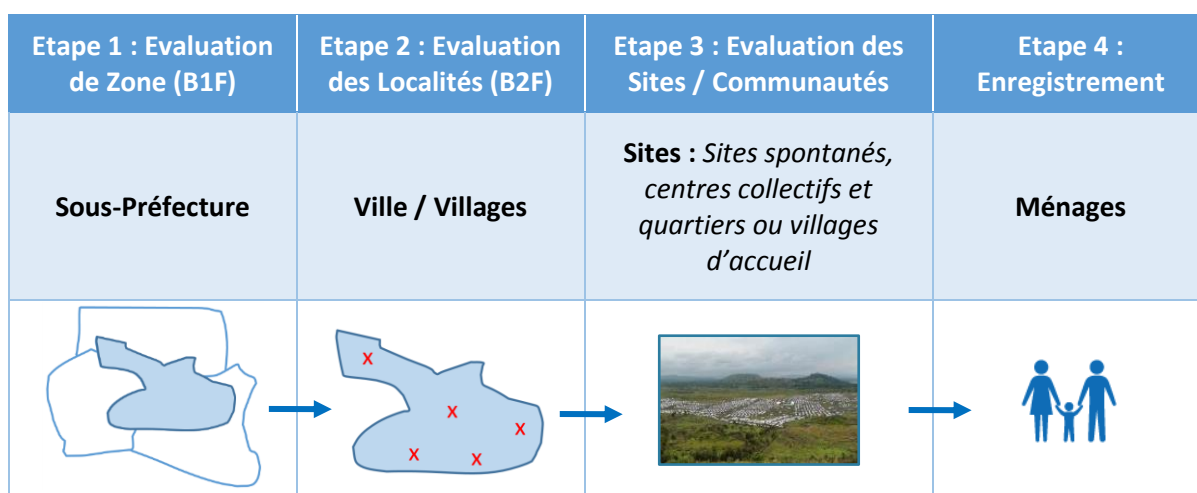 Etape 1 : Evaluation
de Zone (B1F)
Etape 2 : Evaluation
des Localités (B2F)
Etape 3 : Evaluation des
Sites / Communautés
Etape 4 :
Enregistrement
Sous-Préfecture
Ville / Villages
Sites : Sites spontanés,
centres collectifs et
quartiers ou villages
d’accueil
Ménages
X
X
X
X
X